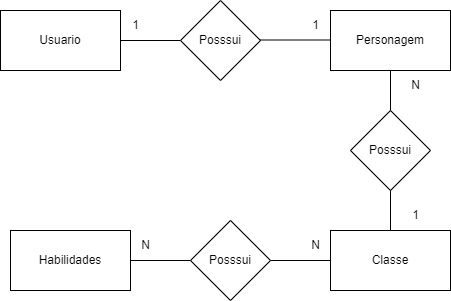 Usuario
1
Posssui
1
Personagem
N
Posssui
1
Habilidades
N
Posssui
N
Classe